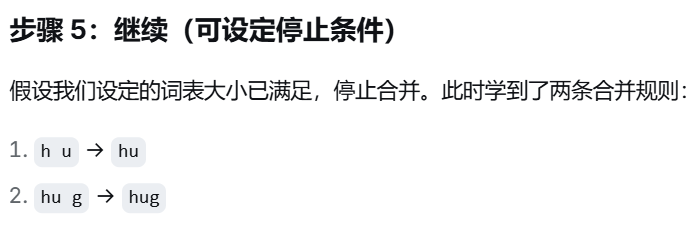 步骤 5：继续（可设定停止条件）
假设我们设定的词表大小已满足，停止合并。此时学到了两条合并规则：
1. h u → hu
2. hu g → hug